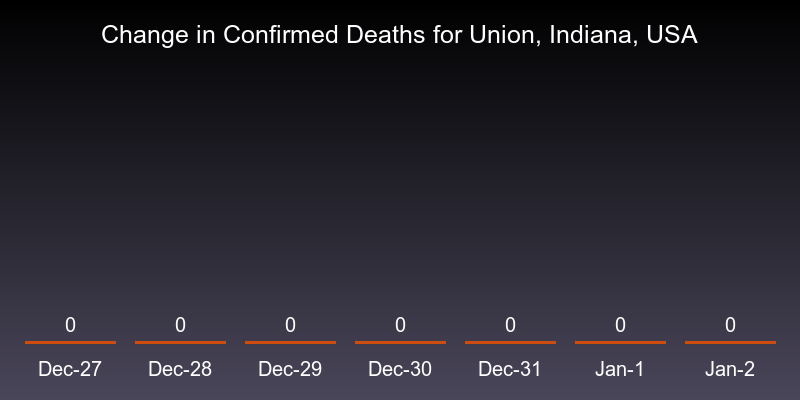 Change in Confirmed Deaths for Union, Indiana, USA
0 0 0 0 0 0 0
Dec-27 Dec-28 Dec-29 Dec-30 Dec-31 Jan-1 Jan-2